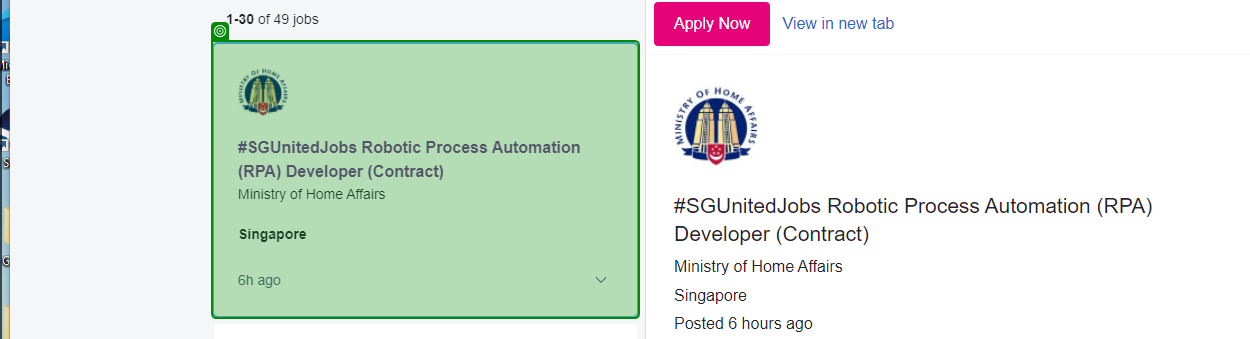 1-30 of 49 jobs
MINISTRY OF HOME AFFAIRS
#SGUnitedJobs Robotic Process Automation
(RPA) Developer (Contract)
Ministry of Home Affairs
Singapore
6h ago
Apply Now
View in new tab
MINISTRY OF HOME AFFAIRS
#SGUnitedJobs Robotic Process Automation (RPA)
Developer (Contract)
Ministry of Home Affairs
Singapore
Posted 6 hours ago